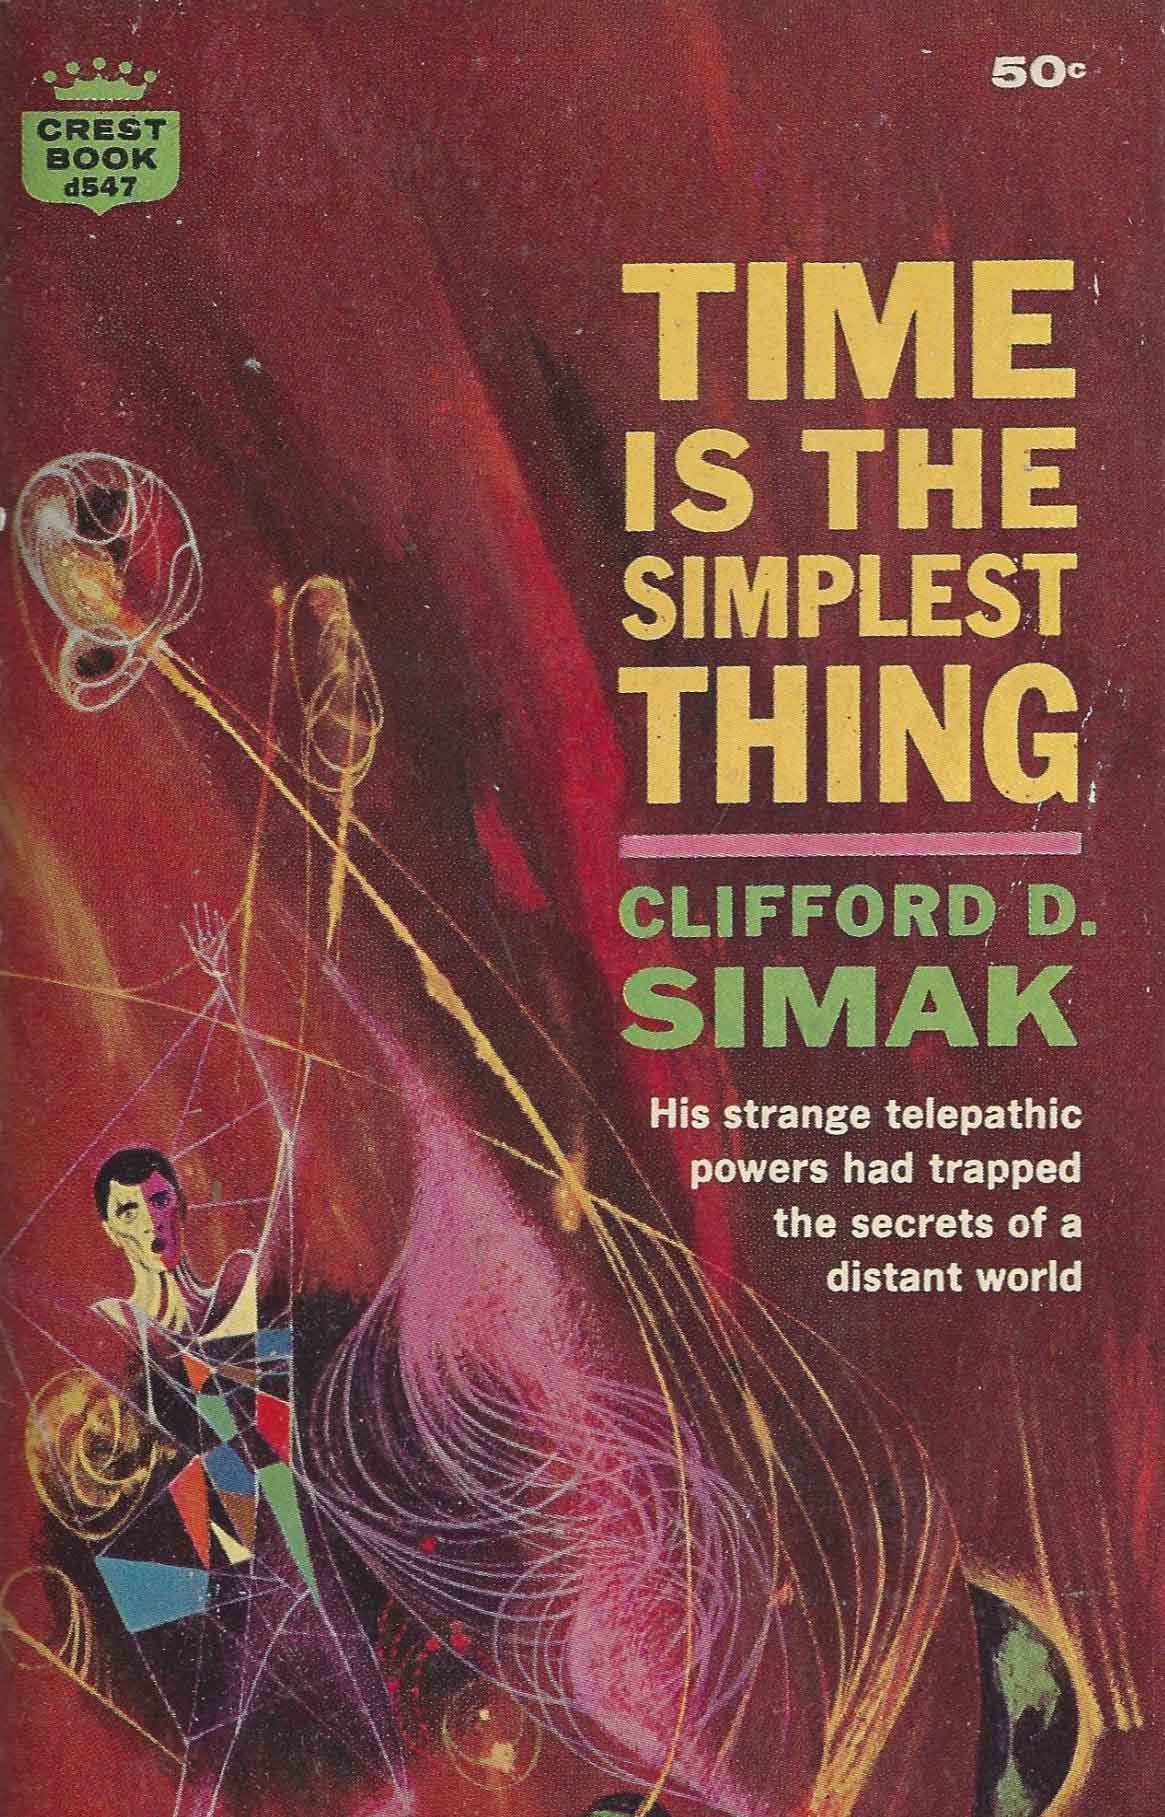 CREST
BOOK
d547
50c
TIME
IS THE
SIMPLEST
THING
CLIFFORD D.
SIMAK
His strange telepathic
powers had trapped
the secrets of a
distant world